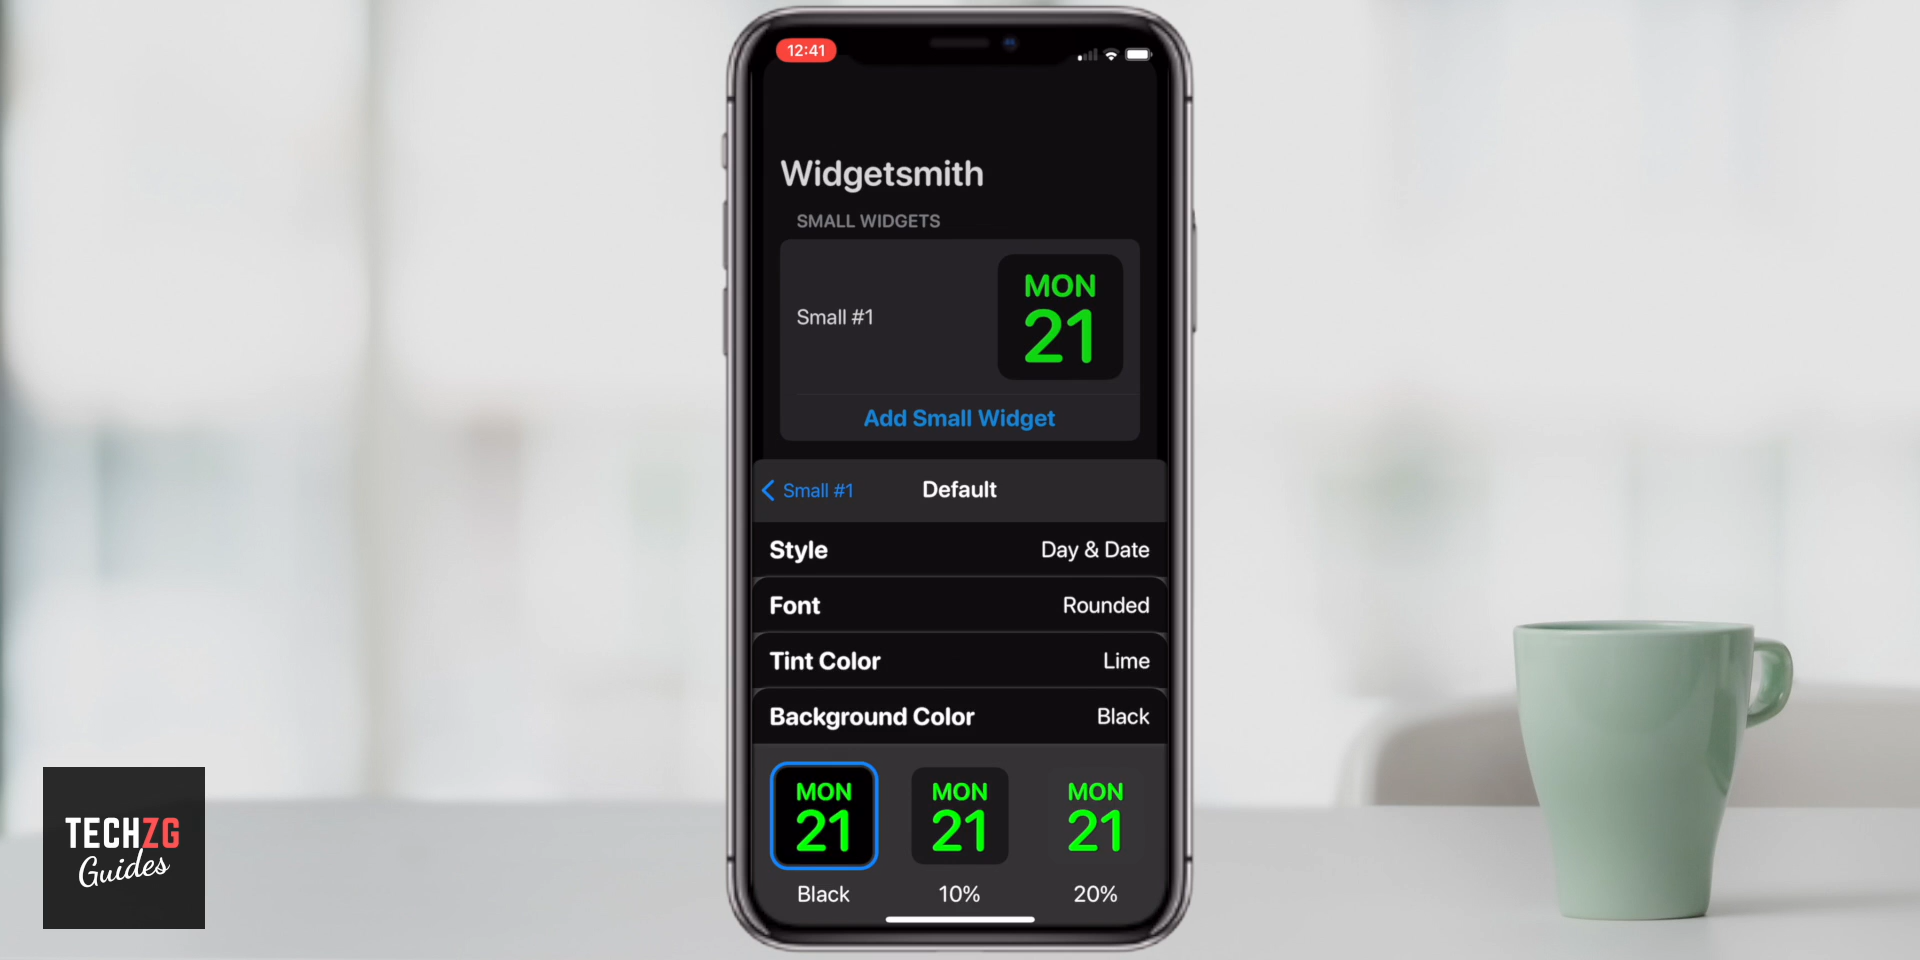 12:41
Widgetsmith
SMALL WIDGETS
MON
21
Small #1
Add Small Widget
Small #1
Default
Style
Day & Date
Font
Rounded
Tint Color
Lime
Background Color
Black
MON
21
MON
21
MON
21
Black
10%
20%
TECHZG
Guides